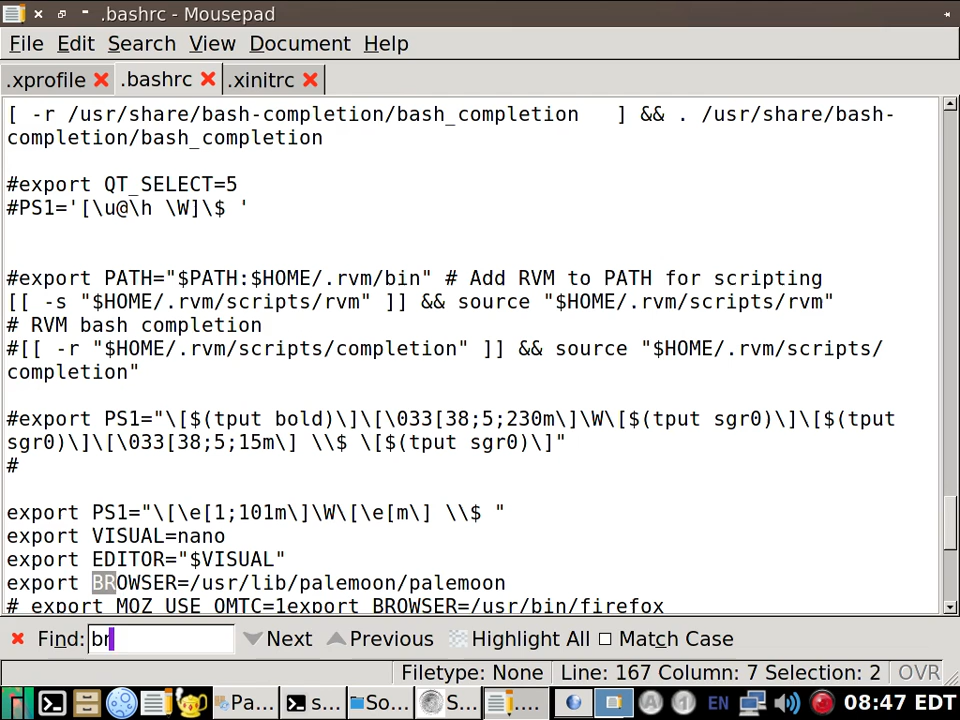 .bashrc - Mousepad
File Edit Search View Document Help
.xprofile .bashrc .xinitrc
[ -r /usr/share/bash-completion/bash_completion   ] && . /usr/share/bash-
completion/bash_completion
#export QT_SELECT=5
#PS1='[\u@\h \W]\$ '
#export PATH="$PATH:$HOME/.rvm/bin" # Add RVM to PATH for scripting
[[ -s "$HOME/.rvm/scripts/rvm" ]] && source "$HOME/.rvm/scripts/rvm"
# RVM bash completion
#[[ -r "$HOME/.rvm/scripts/completion" ]] && source "$HOME/.rvm/scripts/
completion"
#export PS1="\[$(tput bold)\]\[\033[38;5;230m\]\W\[$(tput sgr0)\]\[$(tput
sgr0)\]\[\033[38;5;15m\] \\$ \[$(tput sgr0)\]"
#
export PS1="\[\e[1;101m\]\W\[\e[m\] \\$ "
export VISUAL=nano
export EDITOR="$VISUAL"
export BROWSER=/usr/lib/palemoon/palemoon
# export MOZ_USE_OMTC=1export BROWSER=/usr/bin/firefox
Find: br Next Previous Highlight All Match Case
Filetype: None Line: 167 Column: 7 Selection: 2 OVR
Pa... s... So... S... .... A 1 EN 08:47 EDT